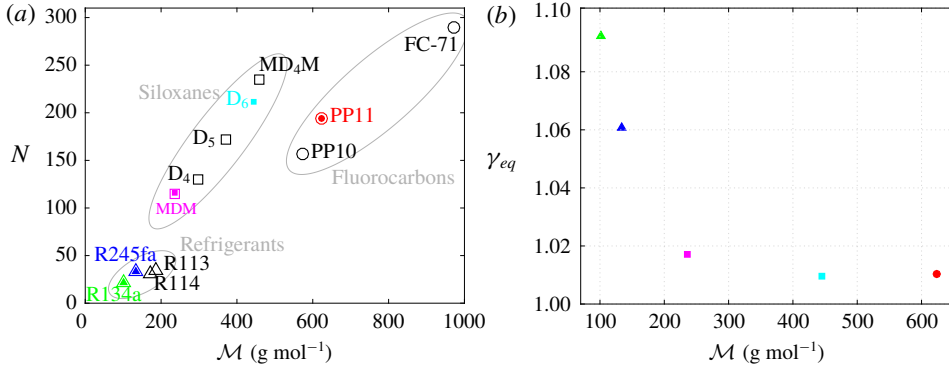 (a)
300
250
200
150
100
50
0
N
FC-71
MD4M
Siloxanes
D6
PP11
D5
PP10
D4
Fluorocarbons
MDM
Refrigerants
R245fa
R113
R114
R134a
0 200 400 600 800 1000
ℳ (g mol−1)
(b)
1.10
1.08
1.06
1.04
1.02
1.00
γeq
100 200 300 400 500 600
ℳ (g mol−1)